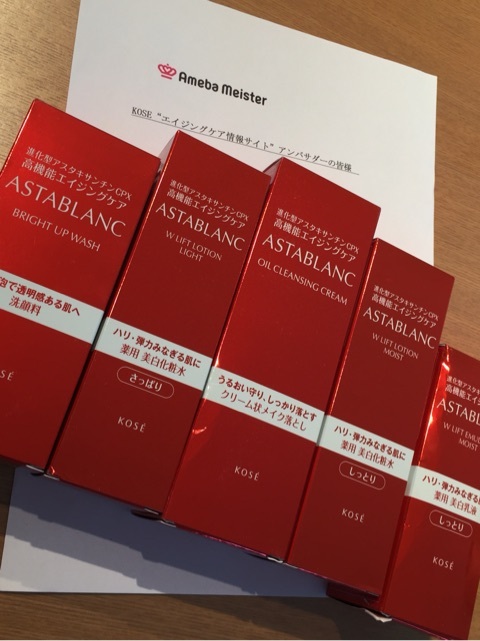 Ameba Meister
KOSE“エイジングケア情報サイト”アンバサダーの皆様
進化型アスタキサンチンCPX
高機能エイジングケア
ASTABLANC
BRIGHT UP WASH
泡で透明感ある肌へ
洗顔料
進化型アスタキサンチンCPX
高機能エイジングケア
ASTABLANC
W LIFT LOTION
LIGHT
ハリ・弾力みなぎる肌に
薬用 美白化粧水
さっぱり
KOSÉ
進化型アスタキサンチンCPX
高機能エイジングケア
ASTABLANC
OIL CLEANSING CREAM
うるおい守り、しっかり落とす
クリーム状メイク落とし
KOSÉ
進化型アスタキサンチンCPX
高機能エイジングケア
ASTABLANC
W LIFT LOTION
MOIST
ハリ・弾力みなぎる肌に
薬用 美白化粧水
しっとり
KOSÉ
W LIFT
MOIST
ハリ・弾力みなぎる
薬用 美白乳液
しっとり
KOSÉ